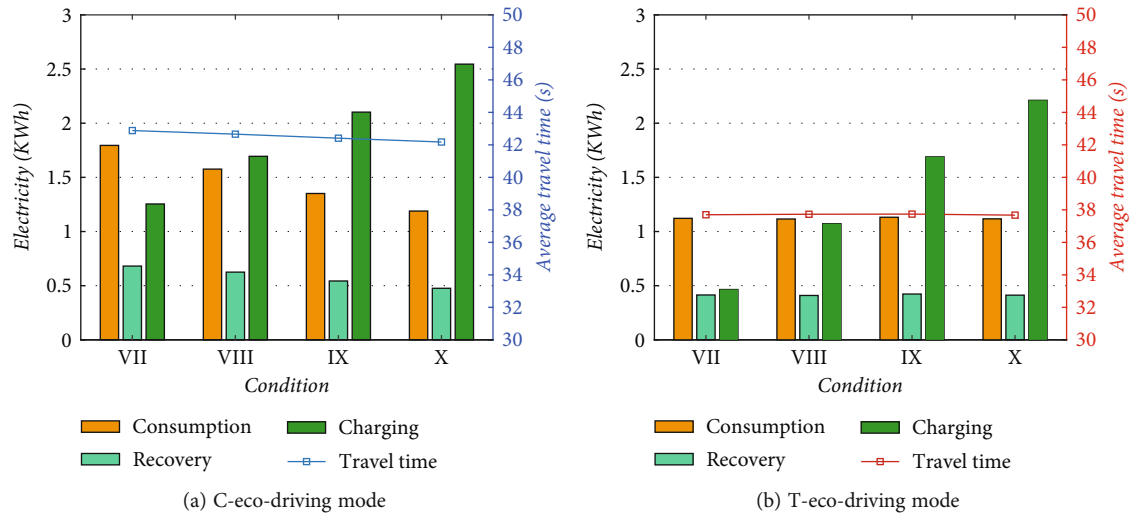 3
2.5
2
1.5
1
0.5
0
Electricity (KWh)
50
48
46
44
42
40
38
36
34
32
30
Average travel time (s)
VII VIII IX X
Condition
Consumption Charging
Recovery Travel time
(a) C-eco-driving mode
3
2.5
2
1.5
1
0.5
0
Electricity (KWh)
50
48
46
44
42
40
38
36
34
32
30
Average travel time (s)
VII VIII IX X
Condition
Consumption Charging
Recovery Travel time
(b) T-eco-driving mode